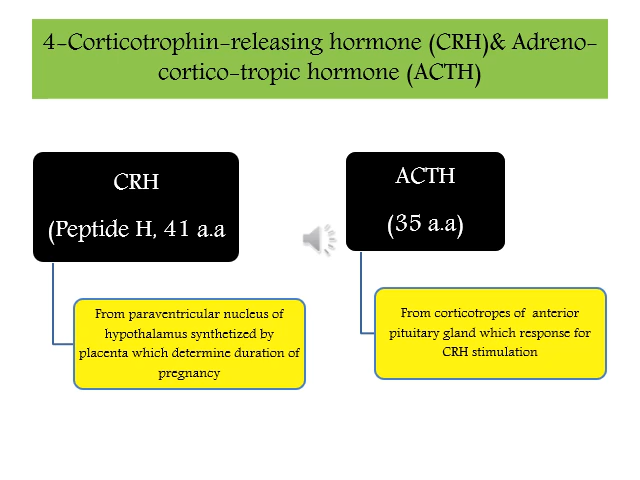 4-Corticotrophin-releasing hormone (CRH)& Adreno-
cortico-tropic hormone (ACTH)
CRH
(Peptide H, 41 a.a
ACTH
(35 a.a)
From paraventricular nucleus of
hypothalamus synthetized by
placenta which determine duration of
pregnancy
From corticotropes of anterior
pituitary gland which response for
CRH stimulation